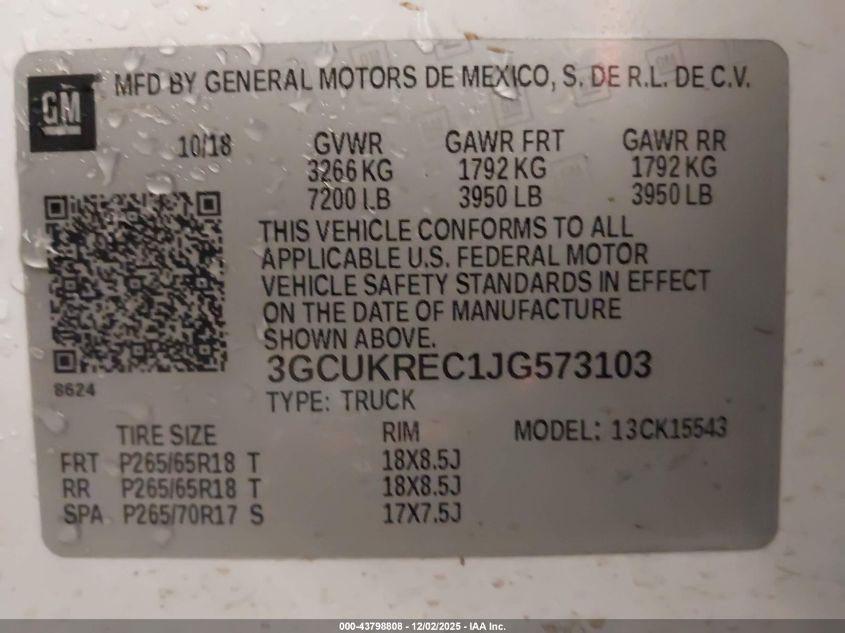 GM
MFD BY GENERAL MOTORS DE MEXICO, S. DE R.L. DE C.V.
10/18 GVWR GAWR FRT GAWR RR
3266 KG 1792 KG 1792 KG
7200 LB 3950 LB 3950 LB
THIS VEHICLE CONFORMS TO ALL
APPLICABLE U.S. FEDERAL MOTOR
VEHICLE SAFETY STANDARDS IN EFFECT
ON THE DATE OF MANUFACTURE
SHOWN ABOVE.
8624
3GCUKREC1JG573103
TYPE: TRUCK
TIRE SIZE RIM MODEL: 13CK15543
FRT P265/65R18 T 18X8.5J
RR P265/65R18 T 18X8.5J
SPA P265/70R17 S 17X7.5J
000-43798808 - 12/02/2025 - IAA Inc.